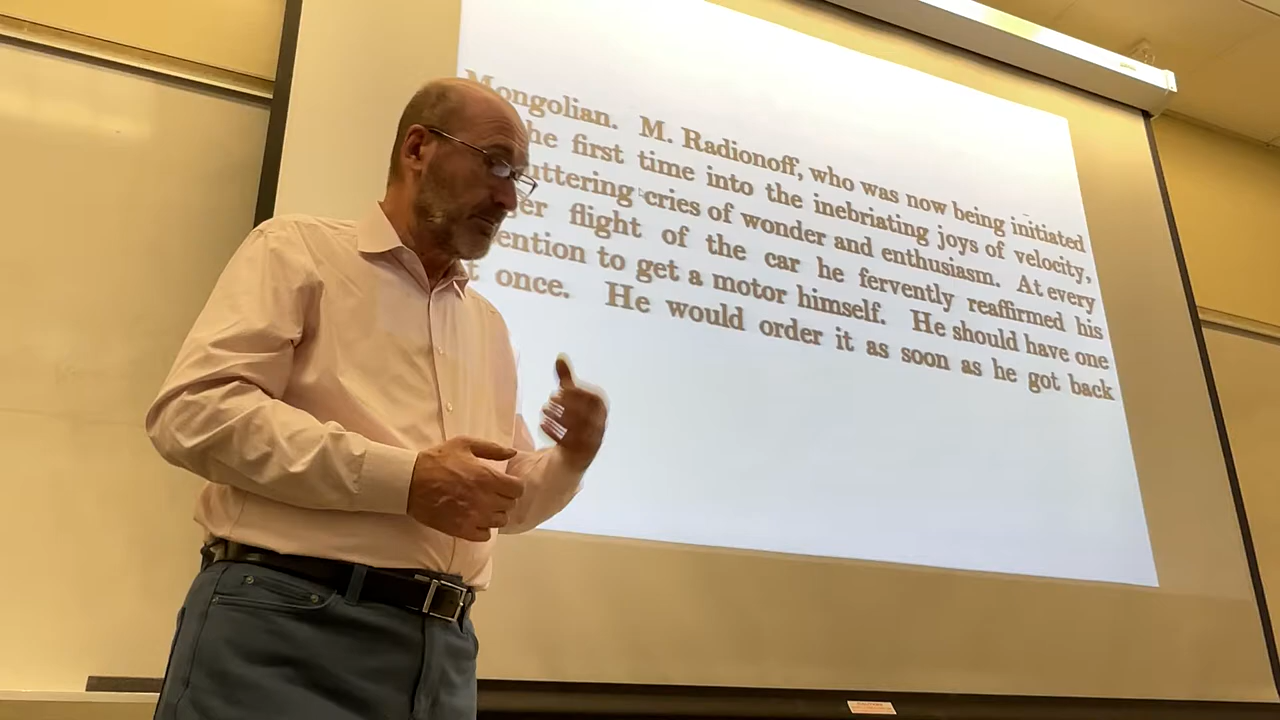 Mongolian. M. Radionoff, who was now being initiated
he first time into the inebriating joys of velocity,
uttering cries of wonder and enthusiasm. At every
er flight of the car he fervently reaffirmed his
ention to get a motor himself. He should have one
t once. He would order it as soon as he got back